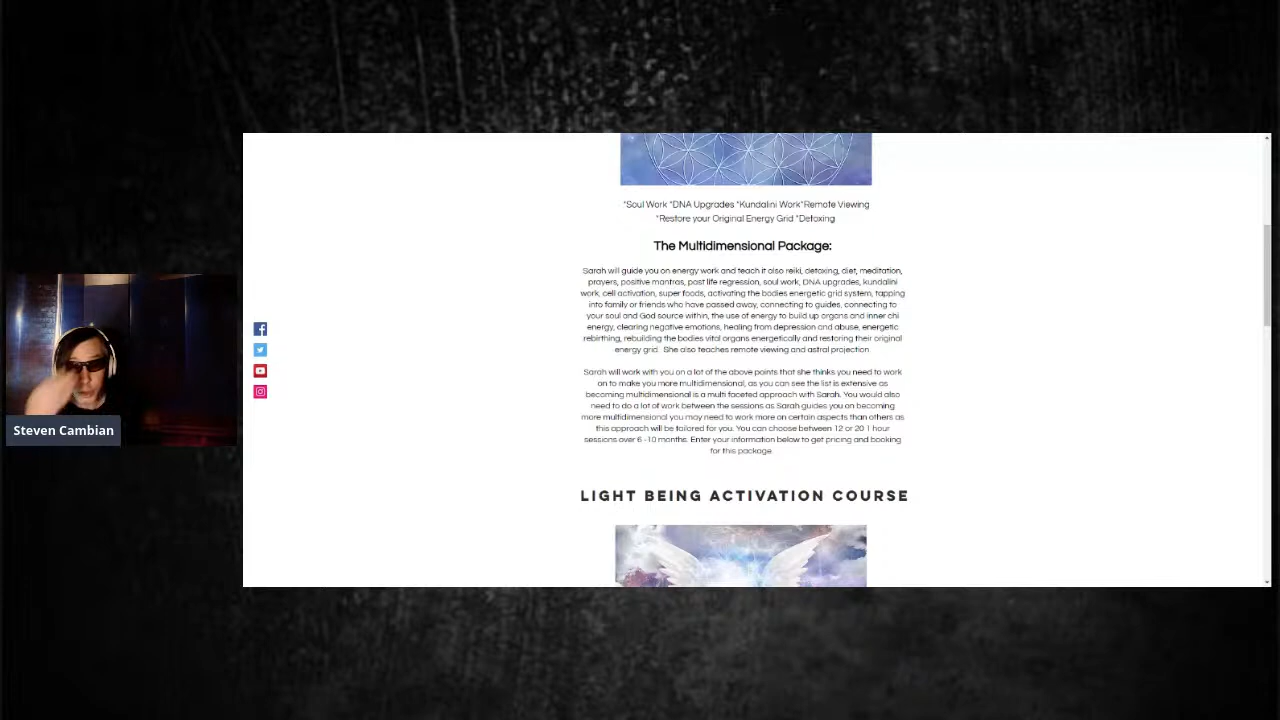 *Soul Work *DNA Upgrades *Kundalini Work*Remote Viewing
*Restore your Original Energy Grid *Detoxing
The Multidimensional Package:
Sarah will guide you on energy work and teach it also reiki, detoxing, diet, meditation,
prayers, positive mantras, past life regression, soul work, DNA upgrades, kundalini
work, cell activation, super foods, activating the bodies energetic grid system, tapping
into family or friends who have passed away, connecting to guides, connecting to
your soul and God source within, the use of energy to build up organs and inner chi
energy, clearing negative emotions, healing from depression and abuse, energetic
rebirthing, rebuilding the bodies vital organs energetically and restoring their original
energy grid. She also teaches remote viewing and astral projection.
Sarah will work with you on a lot of the above points that she thinks you need to work
on to make you more multidimensional, as you can see the list is extensive as
becoming multidimensional is a multi faceted approach with Sarah. You would also
need to do a lot of work between the sessions as Sarah guides you on becoming
more multidimensional you may need to work more on certain aspects than others as
this approach will be tailored for you. You can choose between 12 or 20 1 hour
sessions over 6 -10 months. Enter your information below to get pricing and booking
for this package
LIGHT BEING ACTIVATION COURSE
Steven Cambian